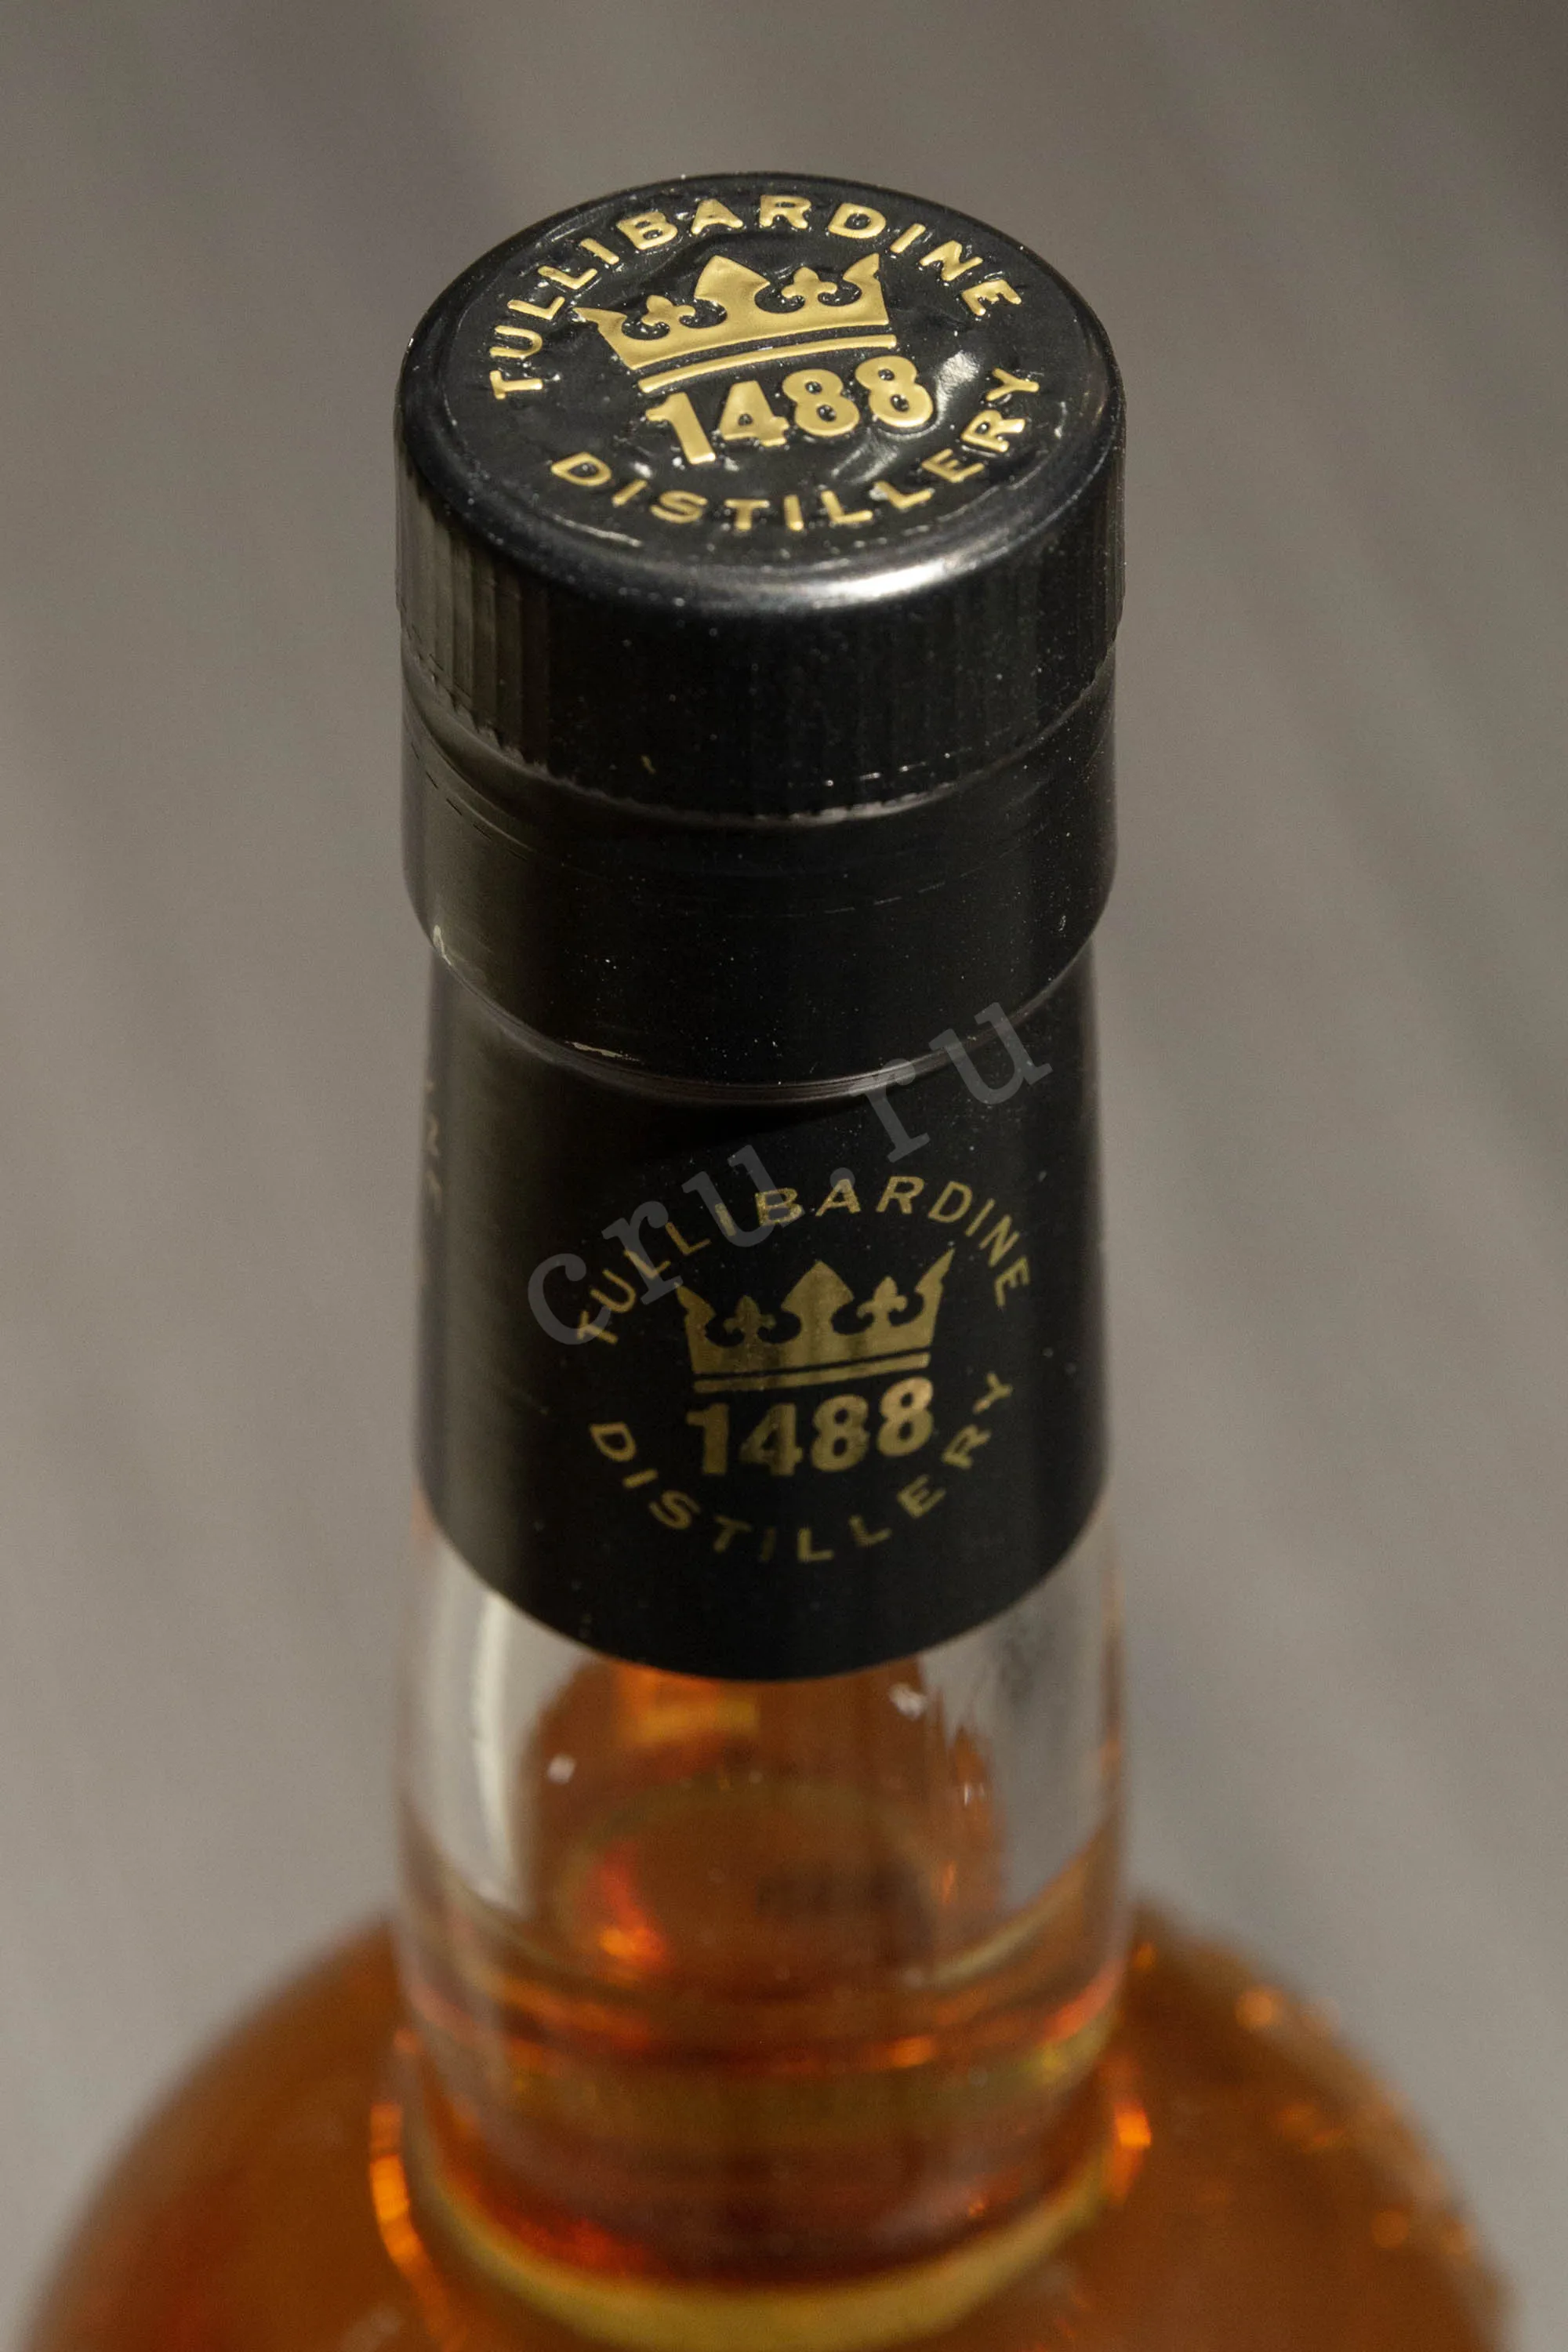 TULLIBARDINE
1488
DISTILLERY
cru.ru
TULLIBARDINE
1488
DISTILLERY